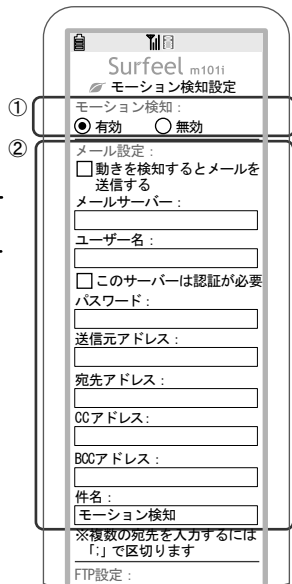 Surfeel m101i
モーション検知設定
①
モーション検知：
有効 無効
②
メール設定：
動きを検知するとメールを
送信する
メールサーバー：
ユーザー名：
このサーバーは認証が必要
パスワード：
送信元アドレス：
宛先アドレス：
CCアドレス：
BCCアドレス：
件名：
モーション検知
※複数の宛先を入力するには
「;」で区切ります
FTP設定：